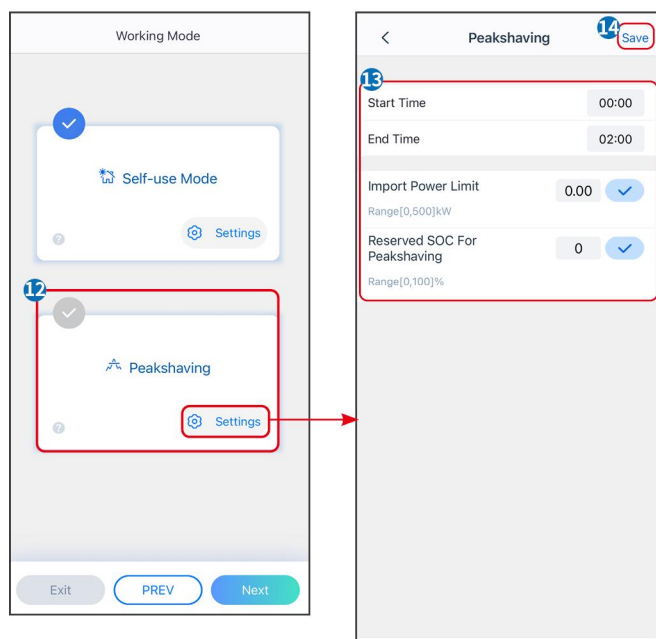 Working Mode
Self-use Mode
Settings
?
12
Peakshaving
Settings
?
Exit
PREV
Next
Peakshaving
14
Save
13
Start Time
00:00
End Time
02:00
Import Power Limit
0.00
Range[0,500]kW
Reserved SOC For
Peakshaving
0
Range[0,100]%